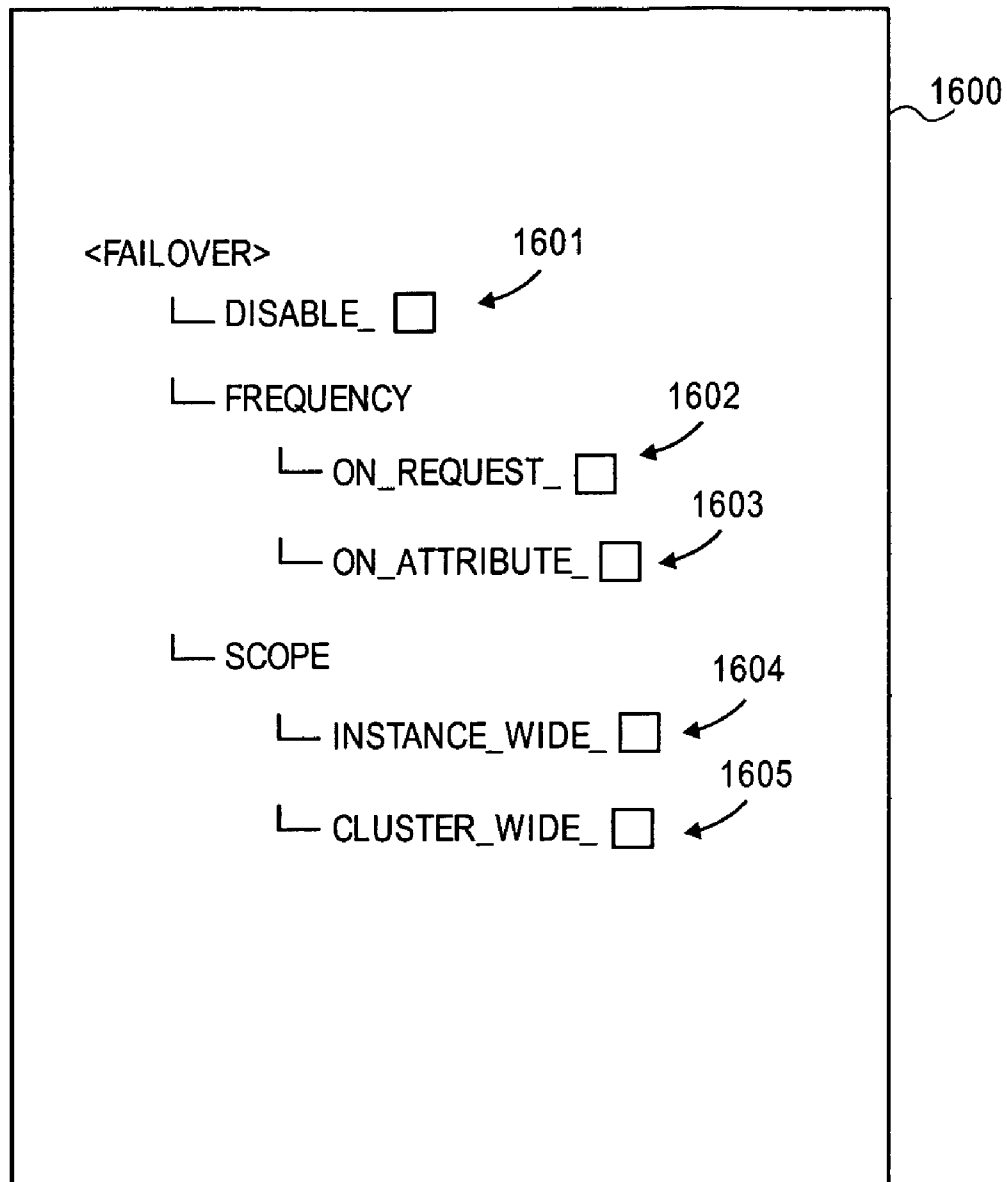 1600
<FAILOVER>
1601
DISABLE_
FREQUENCY
1602
ON_REQUEST_
1603
ON_ATTRIBUTE_
SCOPE
1604
INSTANCE_WIDE_
1605
CLUSTER_WIDE_